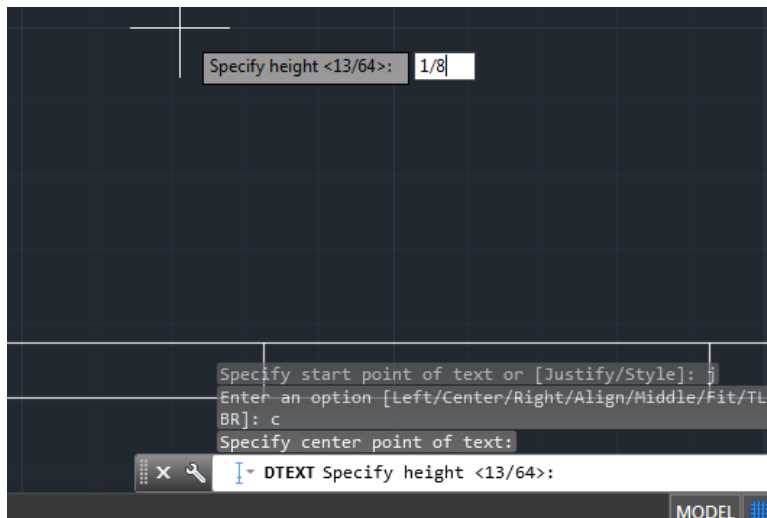 Specify height <13/64>: 1/8
Specify start point of text or [Justify/Style]: j
Enter an option [Left/Center/Right/Align/Middle/Fit/TL
BR]: c
Specify center point of text:
DTEXT Specify height <13/64>:
MODEL